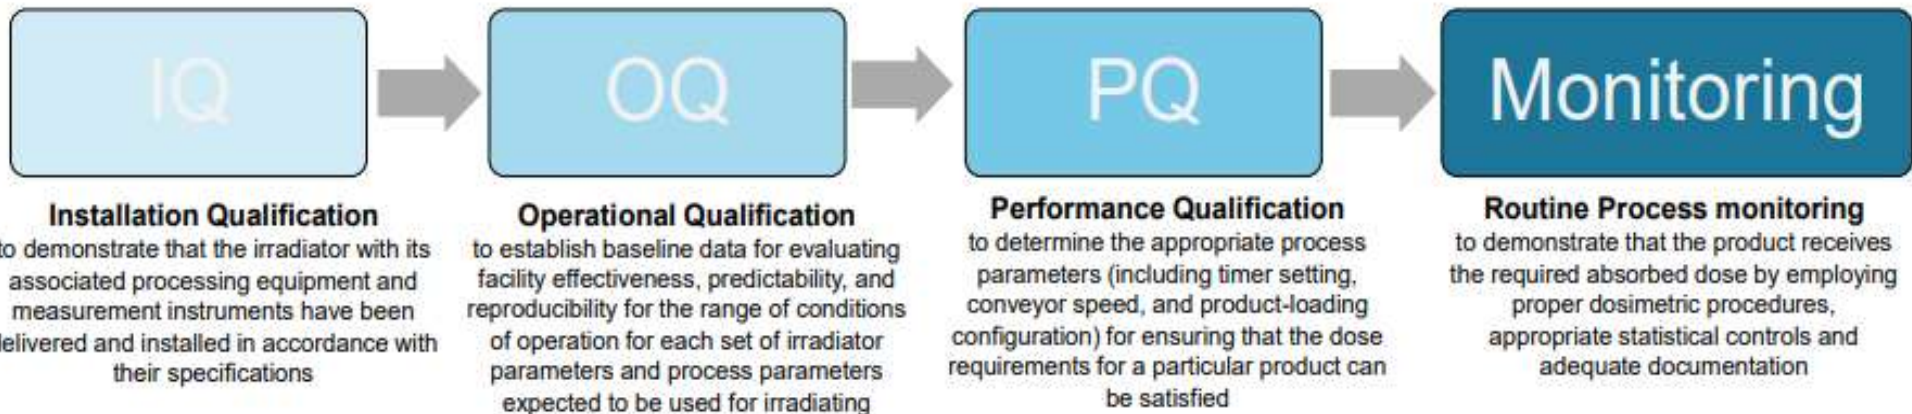 IQ
OQ
PQ
Monitoring
Installation Qualification
to demonstrate that the irradiator with its
associated processing equipment and
measurement instruments have been
delivered and installed in accordance with
their specifications
Operational Qualification
to establish baseline data for evaluating
facility effectiveness, predictability, and
reproducibility for the range of conditions
of operation for each set of irradiator
parameters and process parameters
expected to be used for irradiating
Performance Qualification
to determine the appropriate process
parameters (including timer setting,
conveyor speed, and product-loading
configuration) for ensuring that the dose
requirements for a particular product can
be satisfied
Routine Process monitoring
to demonstrate that the product receives
the required absorbed dose by employing
proper dosimetric procedures,
appropriate statistical controls and
adequate documentation